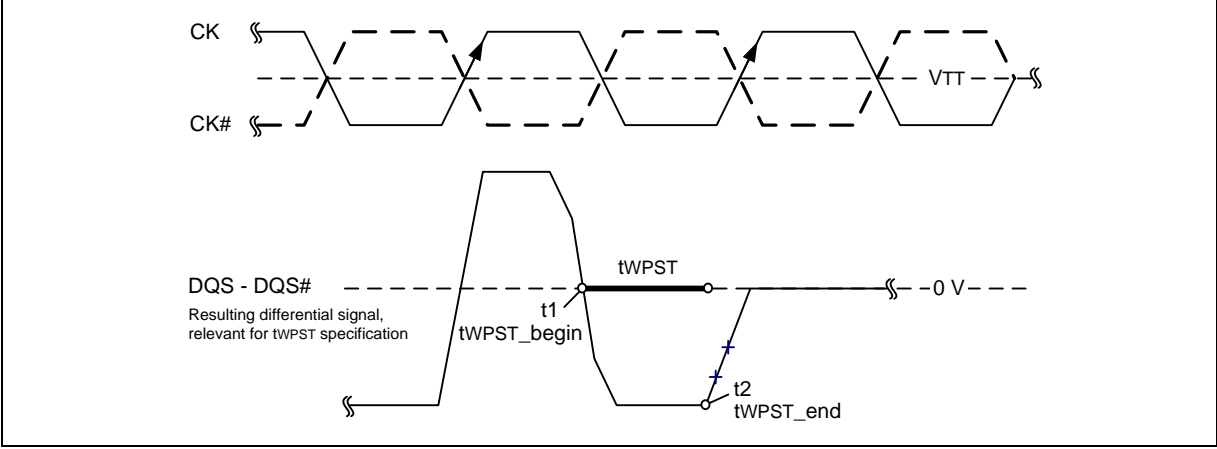 CK
VTT
CK#
tWPST
DQS - DQS#
0 V
Resulting differential signal,
relevant for tWPST specification
t1
tWPST_begin
t2
tWPST_end